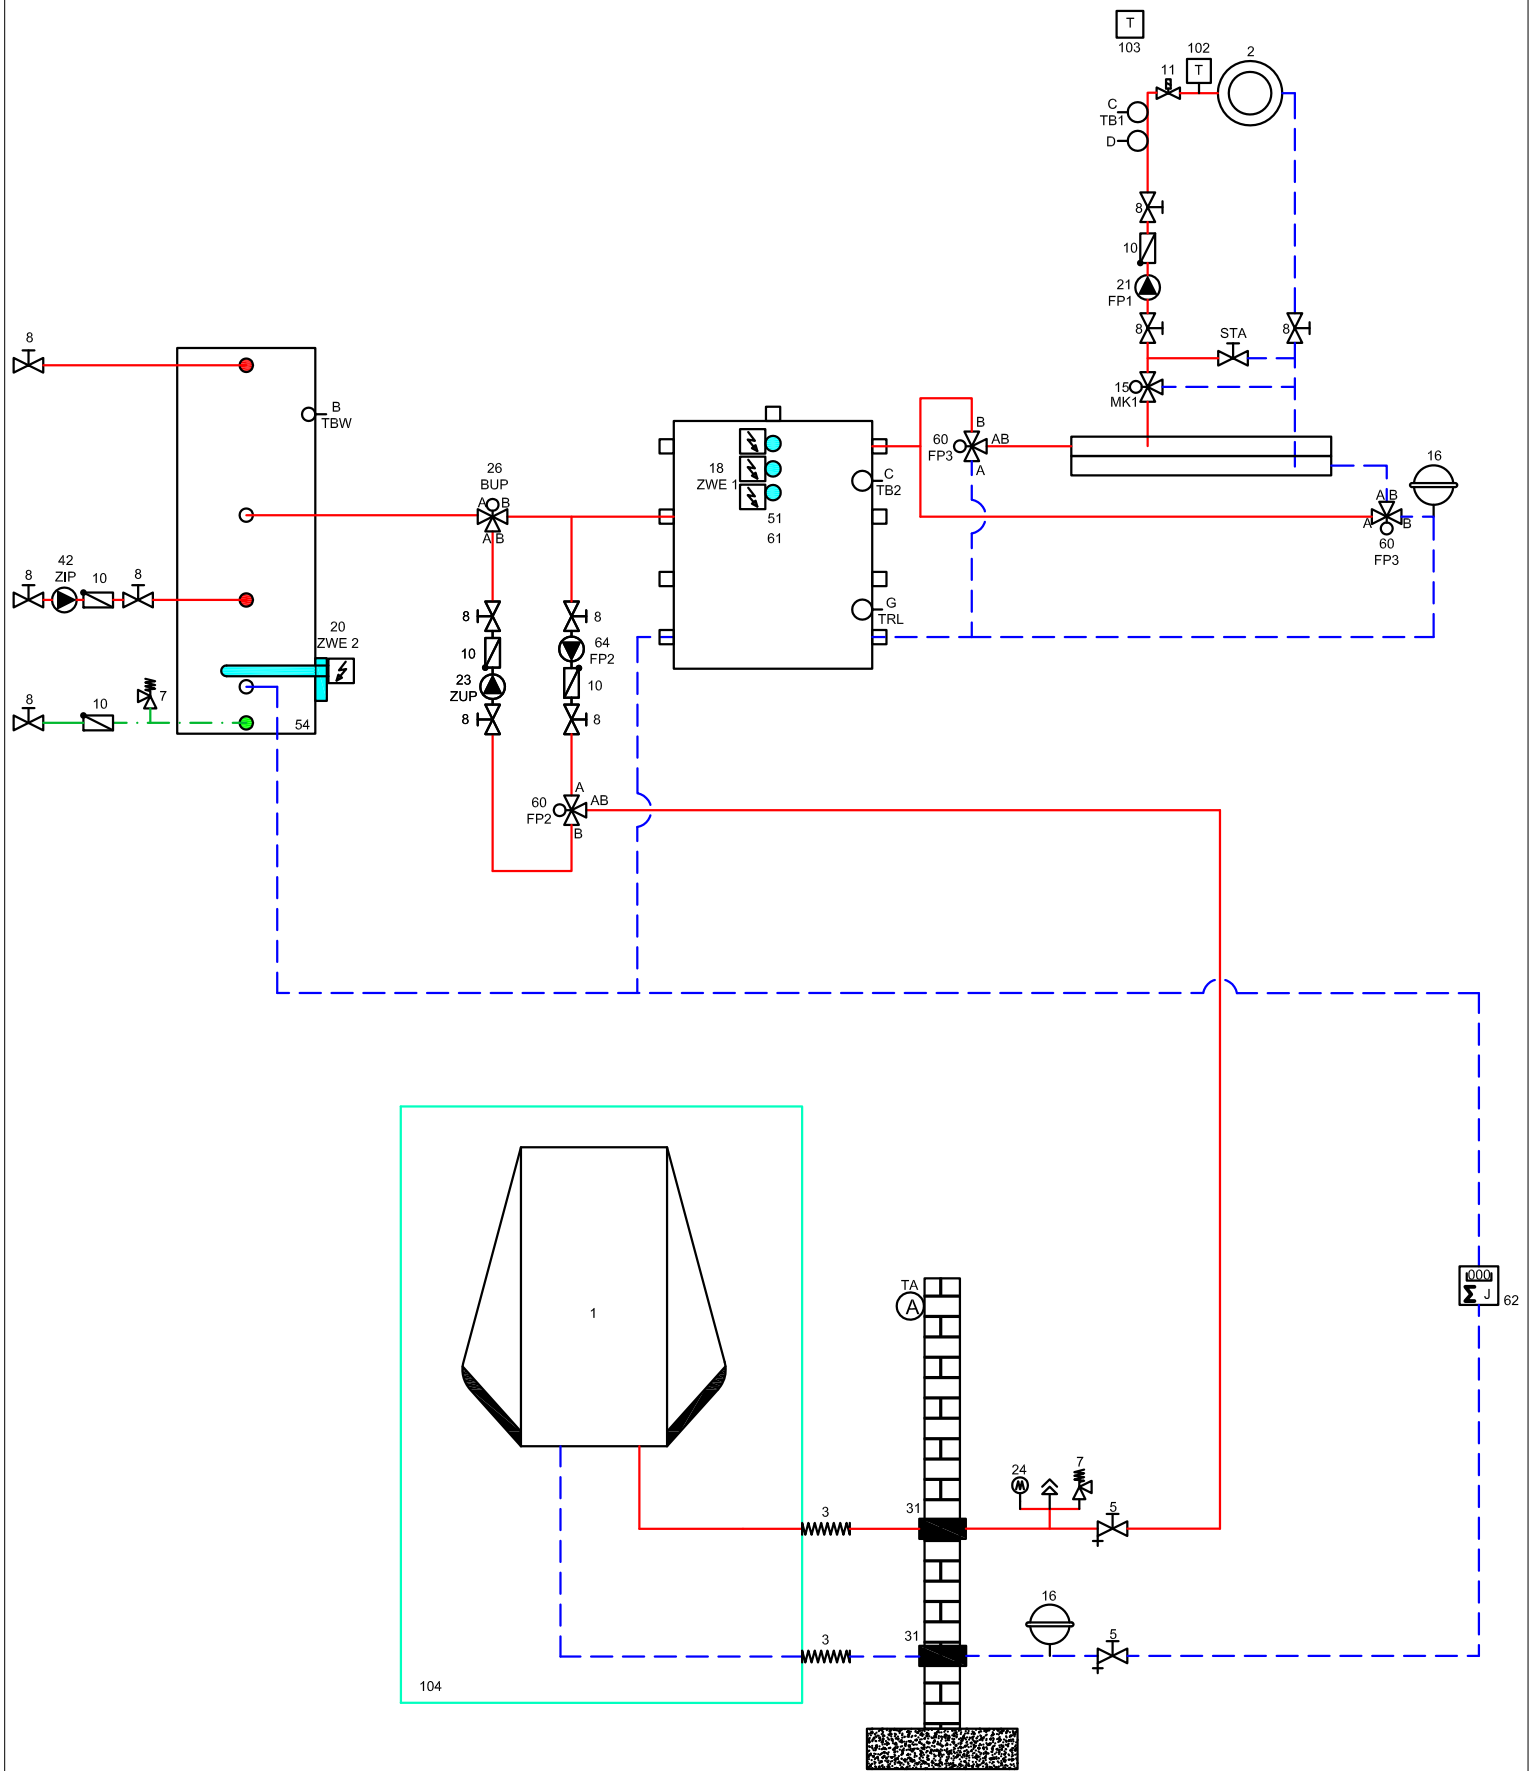 T
103
102
T
2
11
C
TB1
D
8
10
21
FP1
8
STA
8
15
MK1
8
B
TBW
26
BUP
A
B
A B
18
ZWE 1
51
61
C
TB2
G
TRL
60
FP3
B
AB
A
16
A B
A
B
60
FP3
8
42
ZIP
10
8
20
ZWE 2
8
10
7
54
8
10
23
ZUP
8
8
64
FP2
10
8
A
60
FP2
AB
B
1
TA
A
000
Σ J
62
24
7
3
31
5
16
3
31
5
104